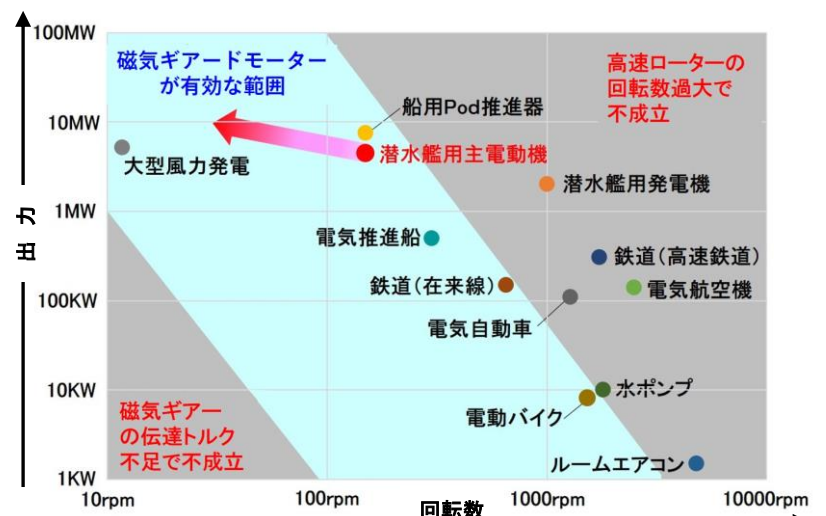 100MW
10MW
1MW
100KW
10KW
1KW
出力
磁気ギアードモーター
が有効な範囲
高速ローターの
回転数過大で
不成立
船用Pod推進器
潜水艦用主電動機
大型風力発電
潜水艦用発電機
電気推進船
鉄道(高速鉄道)
鉄道(在来線)
電気航空機
電気自動車
水ポンプ
電動バイク
磁気ギアー
の伝達トルク
不足で不成立
ルームエアコン
10rpm
100rpm
回転数
1000rpm
10000rpm